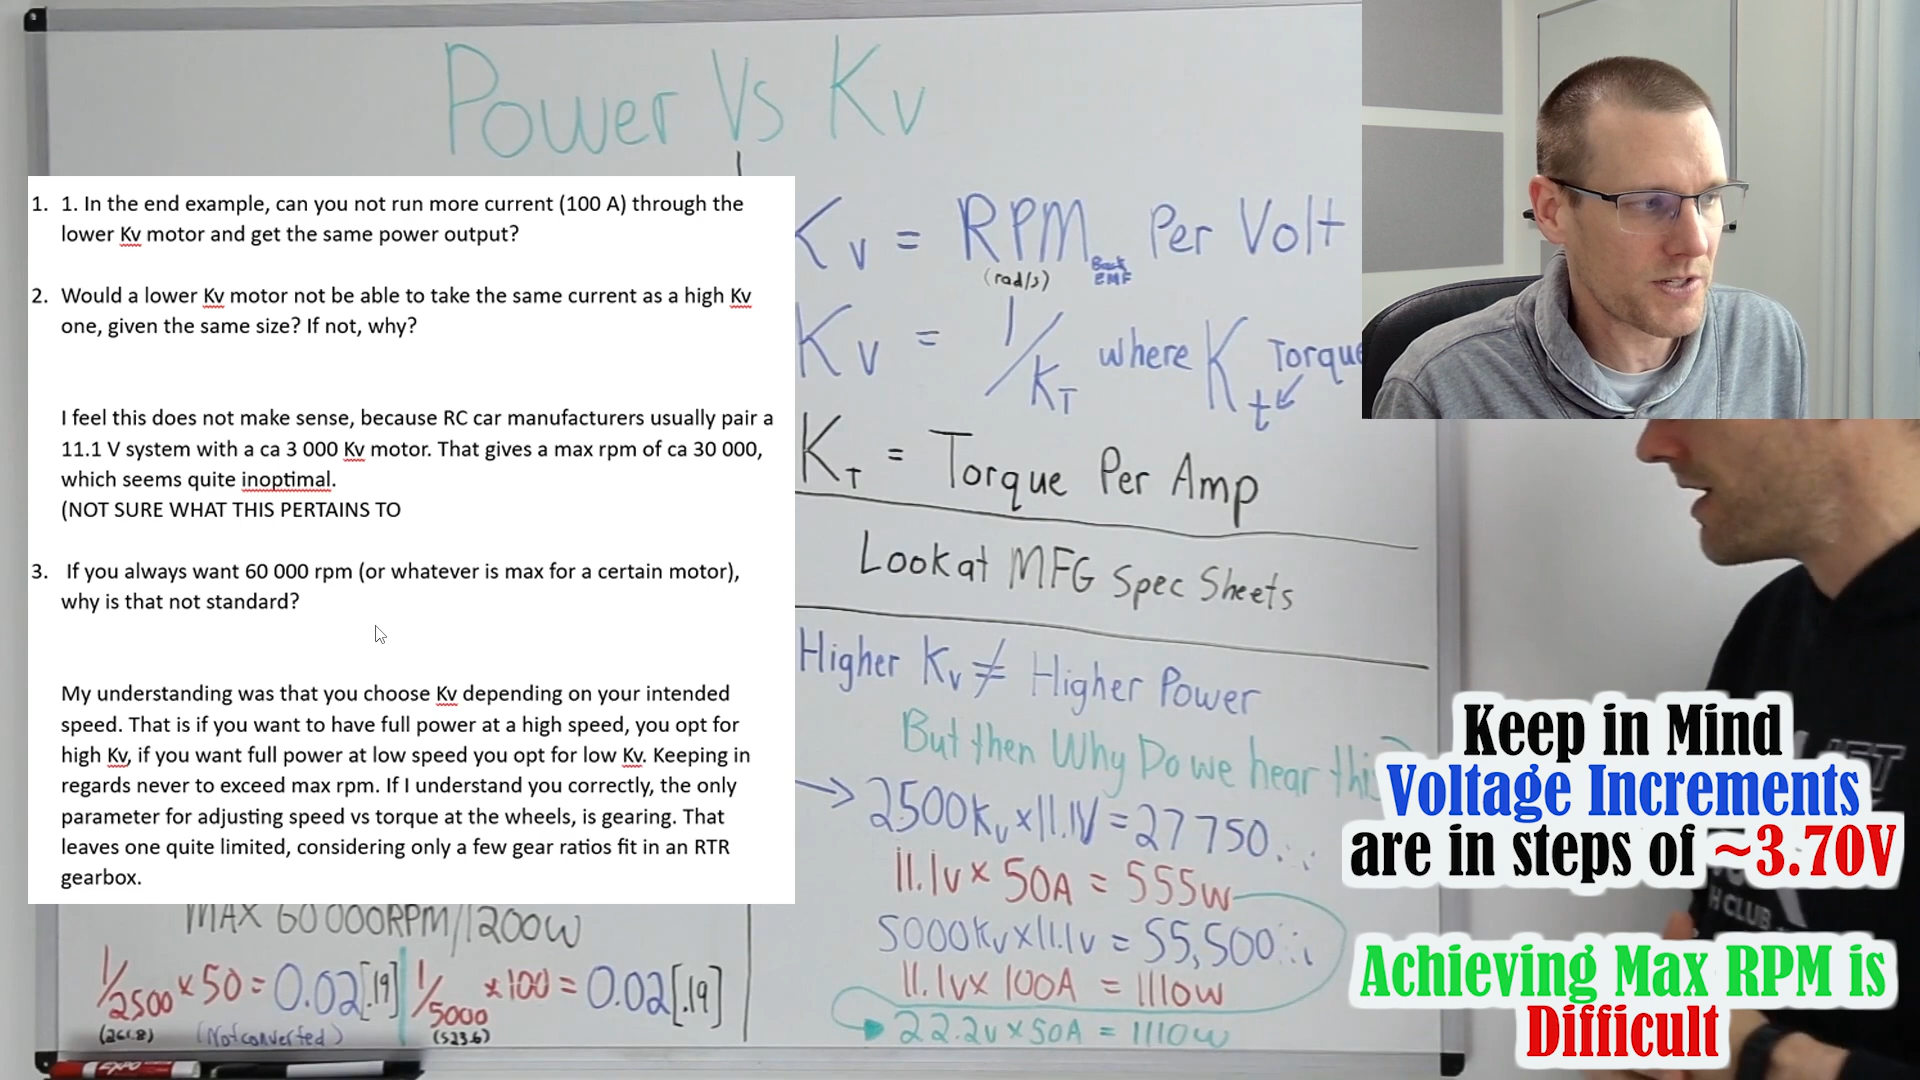 Power Vs Kv
1. 1. In the end example, can you not run more current (100 A) through the
lower Kv motor and get the same power output?
2. Would a lower Kv motor not be able to take the same current as a high Kv
one, given the same size? If not, why?
I feel this does not make sense, because RC car manufacturers usually pair a
11.1 V system with a ca 3 000 Kv motor. That gives a max rpm of ca 30 000,
which seems quite inoptimal.
(NOT SURE WHAT THIS PERTAINS TO
3. If you always want 60 000 rpm (or whatever is max for a certain motor),
why is that not standard?
My understanding was that you choose Kv depending on your intended
speed. That is if you want to have full power at a high speed, you opt for
high Kv, if you want full power at low speed you opt for low Kv. Keeping in
regards never to exceed max rpm. If I understand you correctly, the only
parameter for adjusting speed vs torque at the wheels, is gearing. That
leaves one quite limited, considering only a few gear ratios fit in an RTR
gearbox.
MAX 60000RPM/1200W
1/2500 x 50 = 0.02[.19] 1/5000 x 100 = 0.02[.19]
(261.8) (Not converted) (523.6)
EXPO
Kv = RPM Back EMF Per Volt
(rad/s)
Kv = 1/KT where Kt Torque
KT = Torque Per Amp
Look at MFG Spec Sheets
Higher Kv ≠ Higher Power
But then Why Do we hear this?
→ 2500Kv x 11.1V = 27750
11.1v x 50A = 555w
5000Kv x 11.1v = 55,500
11.1v x 100A = 1110w
22.2v x 50A = 1110w
H CLUB
Keep in Mind
Voltage Increments
are in steps of ~3.70V
Achieving Max RPM is
Difficult